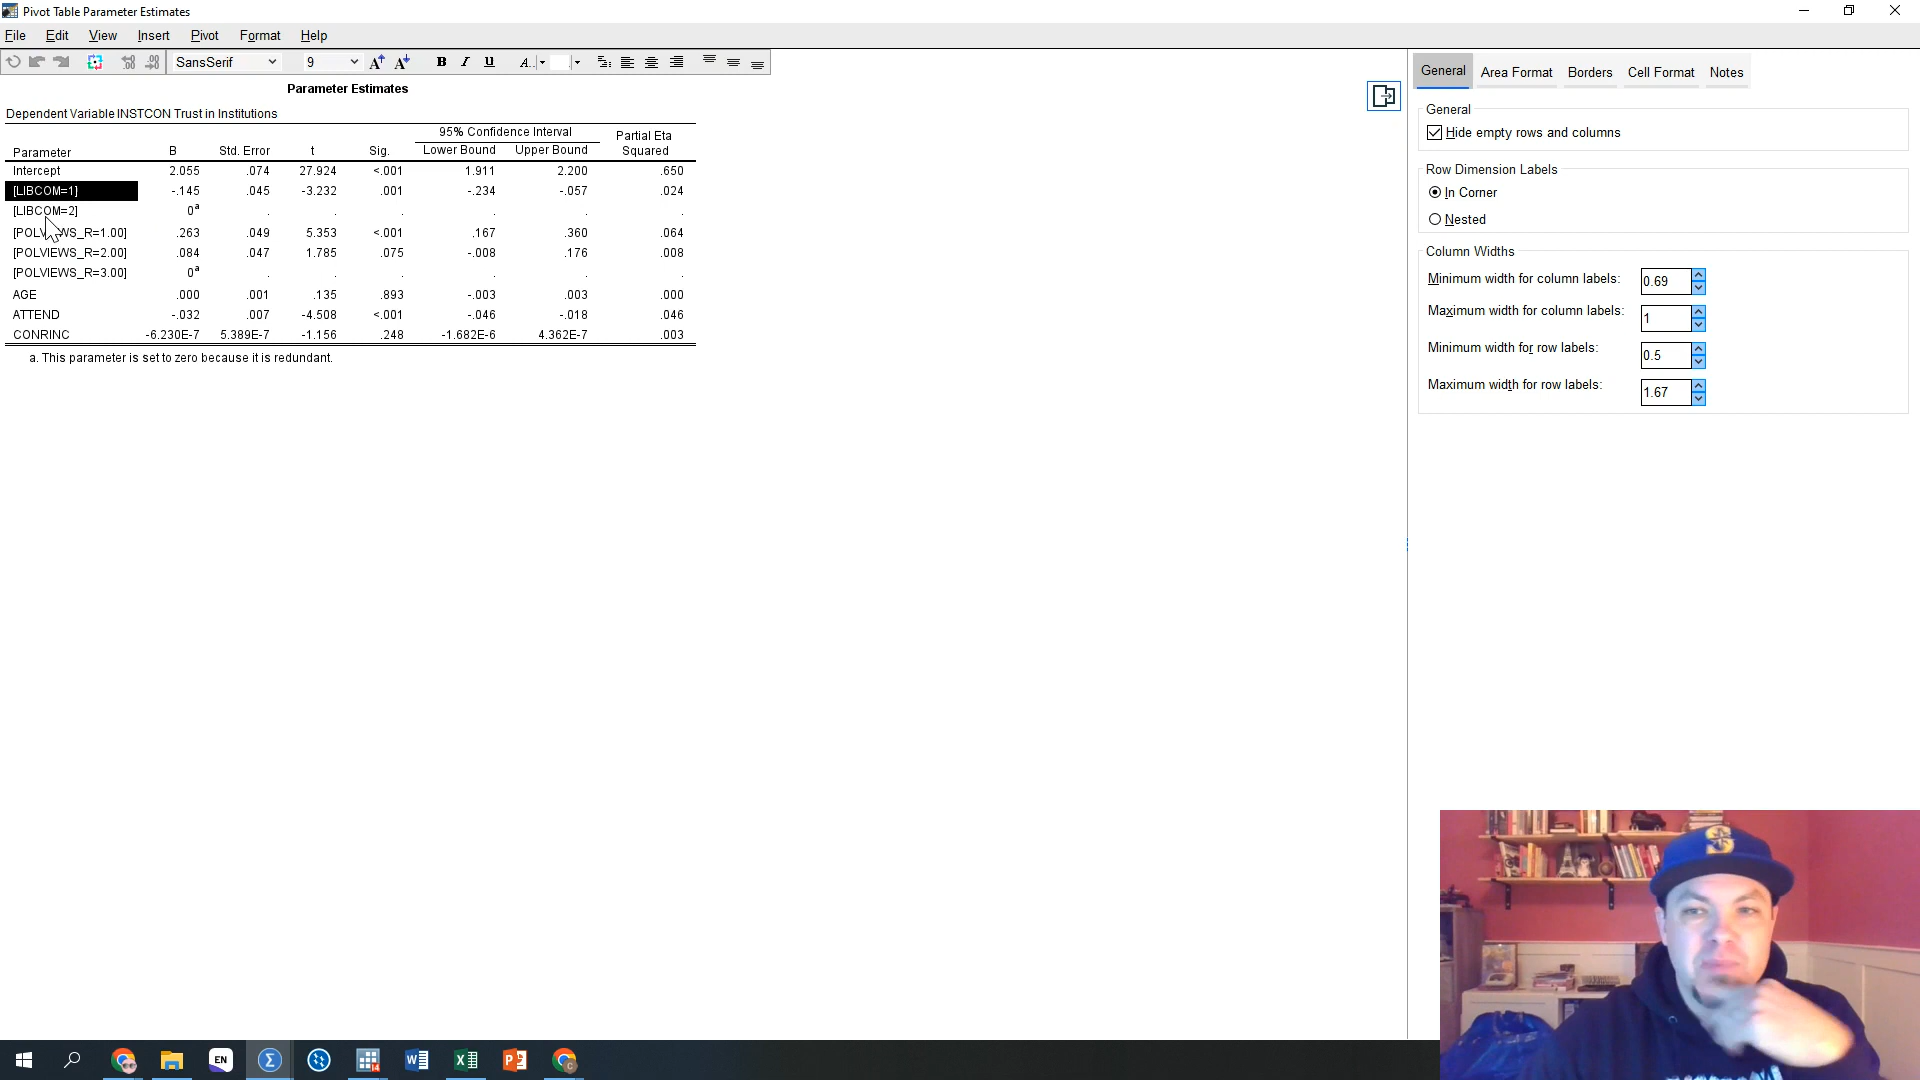 Pivot Table Parameter Estimates
File Edit View Insert Pivot Format Help
SansSerif 9 B I U A..
Parameter Estimates
Dependent Variable INSTCON Trust in Institutions
95% Confidence Interval Partial Eta
Parameter B Std. Error t Sig. Lower Bound Upper Bound Squared
Intercept 2.055 .074 27.924 <.001 1.911 2.200 .650
[LIBCOM=1] -.145 .045 -3.232 .001 -.234 -.057 .024
[LIBCOM=2] 0a . . . . . .
[POLVIEWS_R=1.00] .263 .049 5.353 <.001 .167 .360 .064
[POLVIEWS_R=2.00] .084 .047 1.785 .075 -.008 .176 .008
[POLVIEWS_R=3.00] 0a . . . . . .
AGE .000 .001 .135 .893 -.003 .003 .000
ATTEND -.032 .007 -4.508 <.001 -.046 -.018 .046
CONRINC -6.230E-7 5.389E-7 -1.156 .248 -1.682E-6 4.362E-7 .003
a. This parameter is set to zero because it is redundant.
General Area Format Borders Cell Format Notes
General
Hide empty rows and columns
Row Dimension Labels
In Corner
Nested
Column Widths
Minimum width for column labels: 0.69
Maximum width for column labels: 1
Minimum width for row labels: 0.5
Maximum width for row labels: 1.67
S
EN Σ 14 W X P C